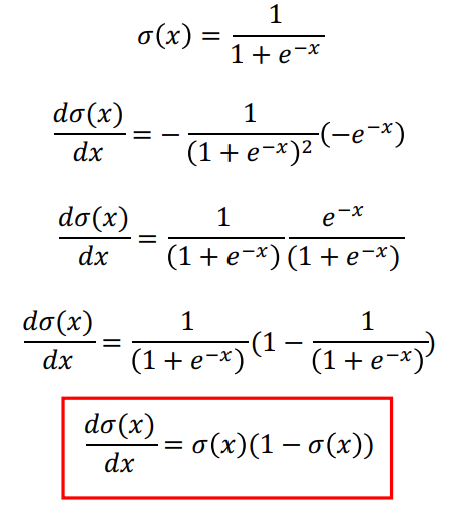 σ(x) = 1 / (1 + e^{−x})
dσ(x)/dx = − 1 / (1 + e^{−x})² (−e^{−x})
dσ(x)/dx = 1 / (1 + e^{−x}) e^{−x} / (1 + e^{−x})
dσ(x)/dx = 1 / (1 + e^{−x}) (1 − 1 / (1 + e^{−x}))
dσ(x)/dx = σ(x)(1 − σ(x))